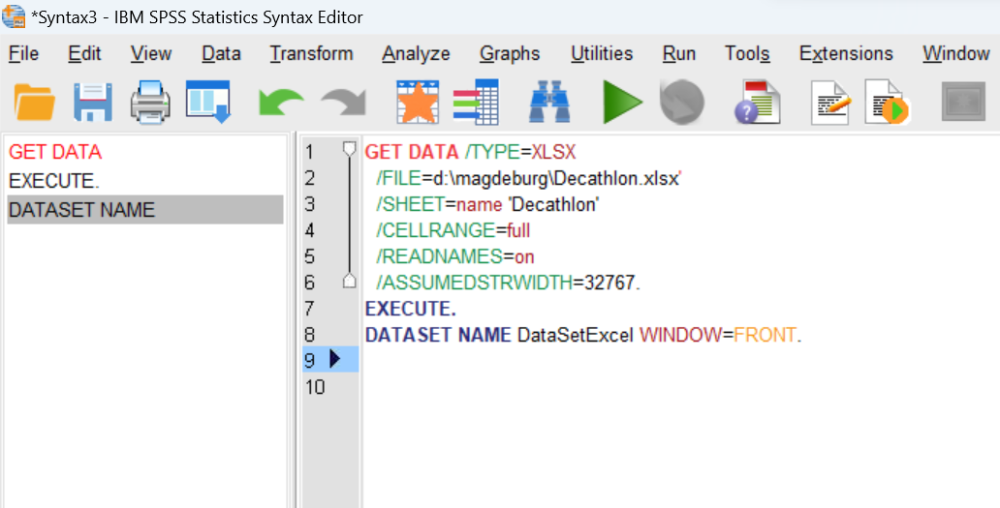 *Syntax3 - IBM SPSS Statistics Syntax Editor
File Edit View Data Transform Analyze Graphs Utilities Run Tools Extensions Window
GET DATA
EXECUTE.
DATASET NAME
1 GET DATA /TYPE=XLSX
2 /FILE=d:\magdeburg\Decathlon.xlsx'
3 /SHEET=name 'Decathlon'
4 /CELLRANGE=full
5 /READNAMES=on
6 /ASSUMEDSTRWIDTH=32767.
7 EXECUTE.
8 DATASET NAME DataSetExcel WINDOW=FRONT.
9
10